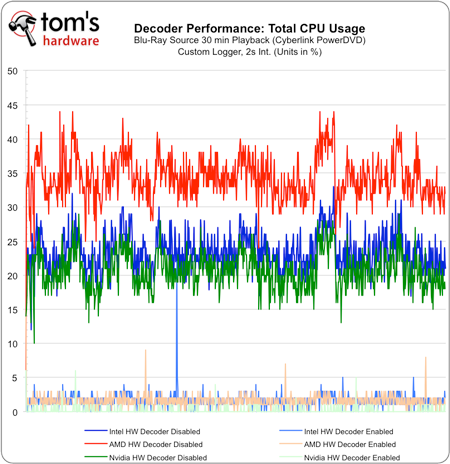 tom's
hardware
Decoder Performance: Total CPU Usage
Blu-Ray Source 30 min Playback (Cyberlink PowerDVD)
Custom Logger, 2s Int. (Units in %)
50
45
40
35
30
25
20
15
10
5
0
Intel HW Decoder Disabled
Intel HW Decoder Enabled
AMD HW Decoder Disabled
AMD HW Decoder Enabled
Nvidia HW Decoder Disabled
Nvidia HW Decoder Enabled